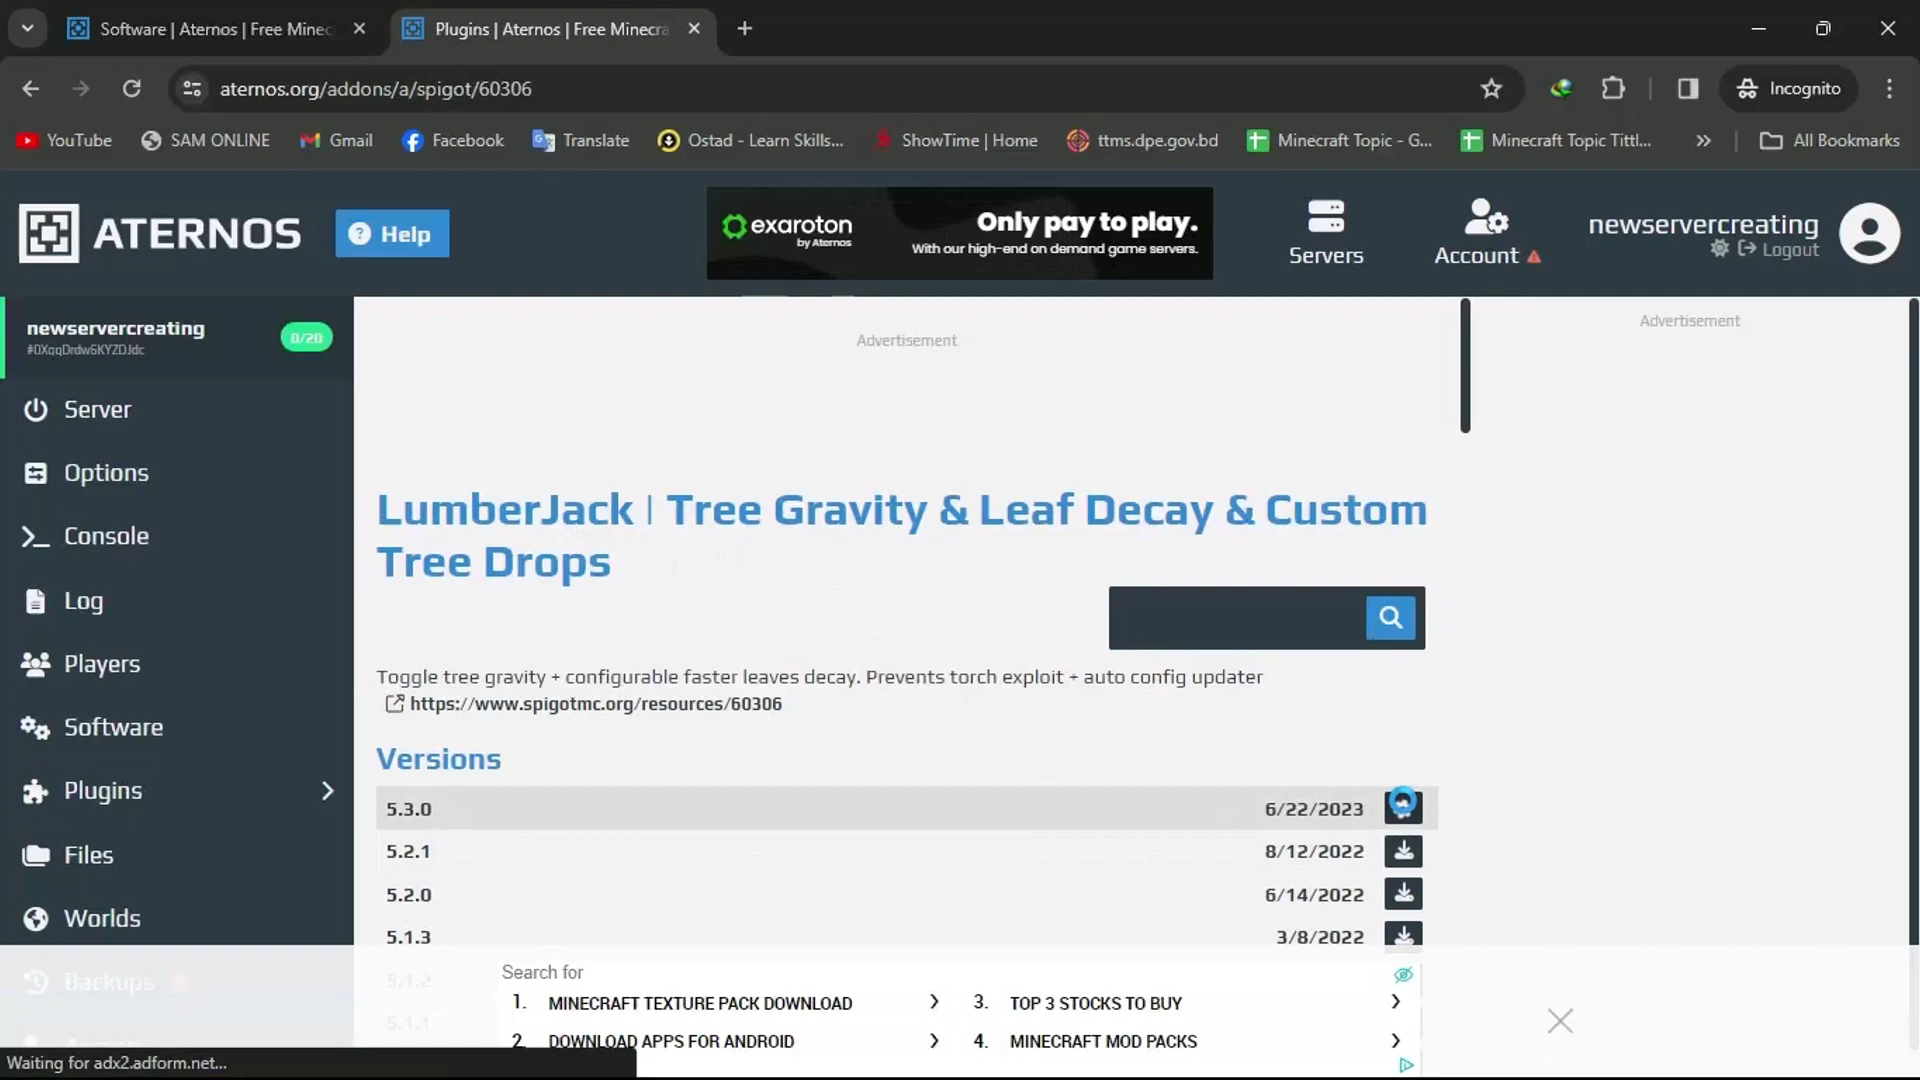 Software | Aternos | Free Minec
Plugins | Aternos | Free Minecra
aternos.org/addons/a/spigot/60306
Incognito
YouTube
SAM ONLINE
Gmail
Facebook
Translate
Ostad - Learn Skills...
ShowTime | Home
ttms.dpe.gov.bd
Minecraft Topic - G...
Minecraft Topic Tittl...
All Bookmarks
ATERNOS
Help
exaroton
by Aternos
Only pay to play.
With our high-end on demand game servers.
Servers
Account
newservercreating
Logout
newservercreating
0/20
Server
Options
Console
Log
Players
Software
Plugins
Files
Worlds
Backups
Advertisement
Advertisement
LumberJack | Tree Gravity & Leaf Decay & Custom
Tree Drops
Toggle tree gravity + configurable faster leaves decay. Prevents torch exploit + auto config updater
https://www.spigotmc.org/resources/60306
Versions
5.3.0 6/22/2023
5.2.1 8/12/2022
5.2.0 6/14/2022
5.1.3 3/8/2022
5.1.2
5.1.1
Search for
1. MINECRAFT TEXTURE PACK DOWNLOAD
2. DOWNLOAD APPS FOR ANDROID
3. TOP 3 STOCKS TO BUY
4. MINECRAFT MOD PACKS
Waiting for adx2.adform.net...